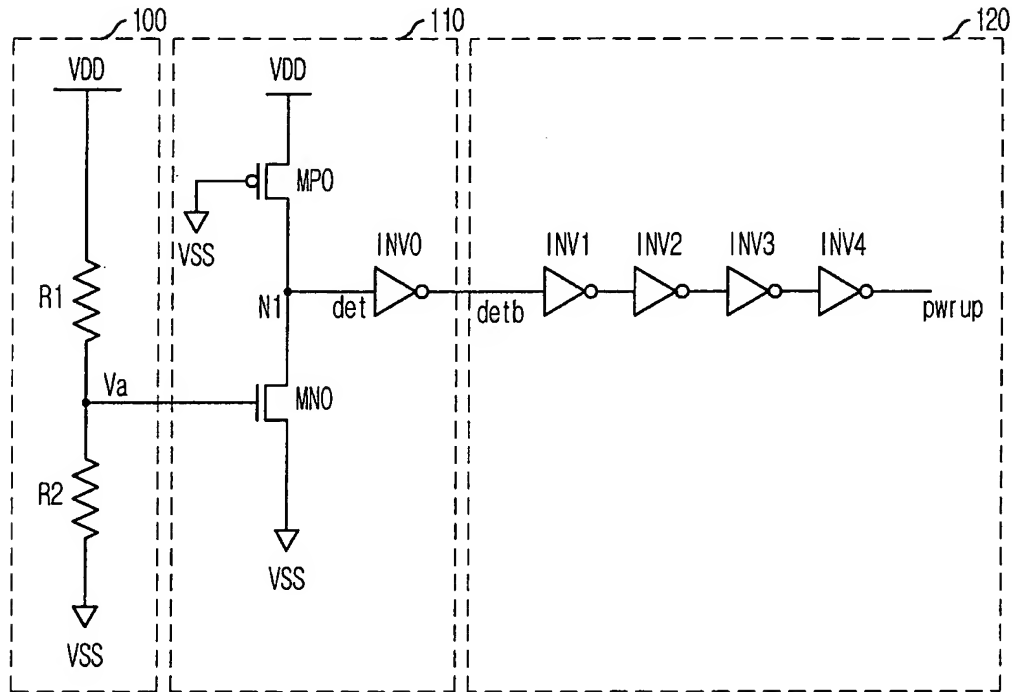 100
110
120
VDD
VDD
MP0
VSS
INV0
INV1
INV2
INV3
INV4
R1
N1
det
detb
pwrup
Va
MN0
R2
VSS
VSS